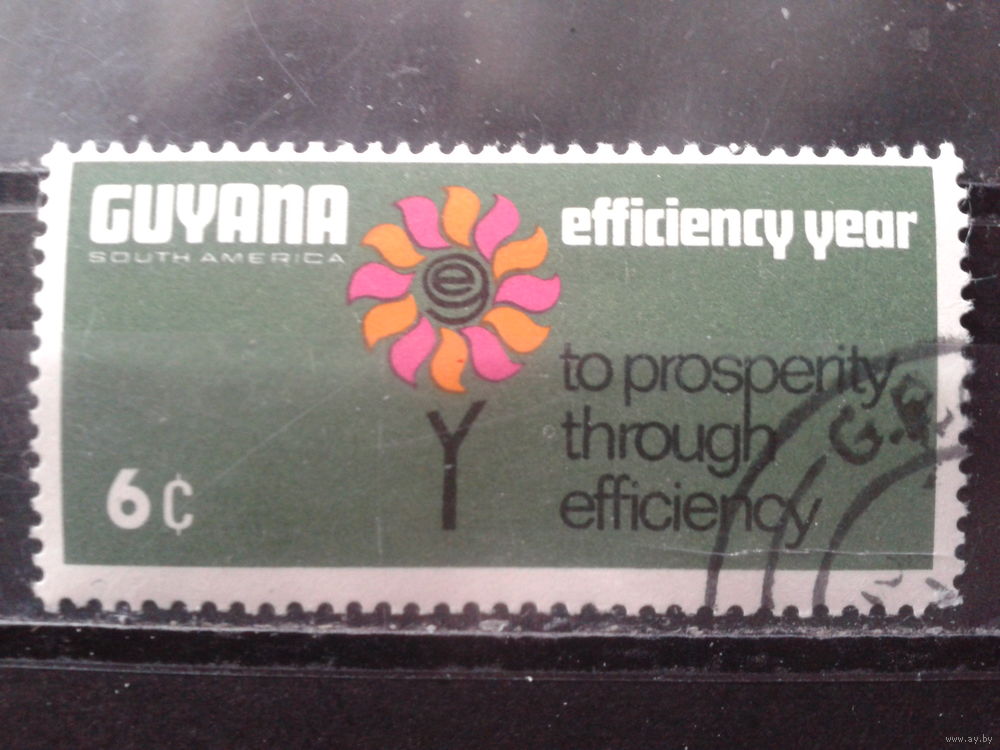 GUYANA
SOUTH AMERICA
efficiency year
e
to prosperity
through
efficiency
Y
6¢
G.P.
www.ay.by